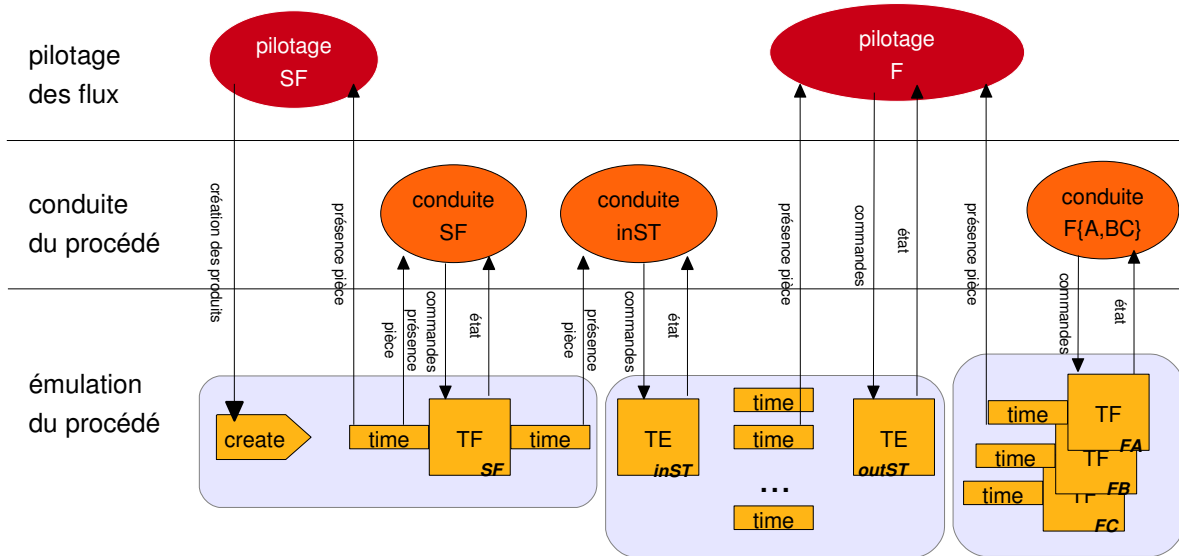 pilotage
des flux
pilotage
SF
pilotage
F
conduite
du procédé
conduite
SF
conduite
inST
conduite
F{A,BC}
création des produits
présence pièce
pièce
présence
commandes
état
pièce
présence
commandes
état
présence pièce
commandes
état
présence pièce
commandes
état
émulation
du procédé
create
time
TF
SF
time
TE
inST
time
time
...
time
TE
outST
time
TF
FA
time
TF
FB
time
TF
FC